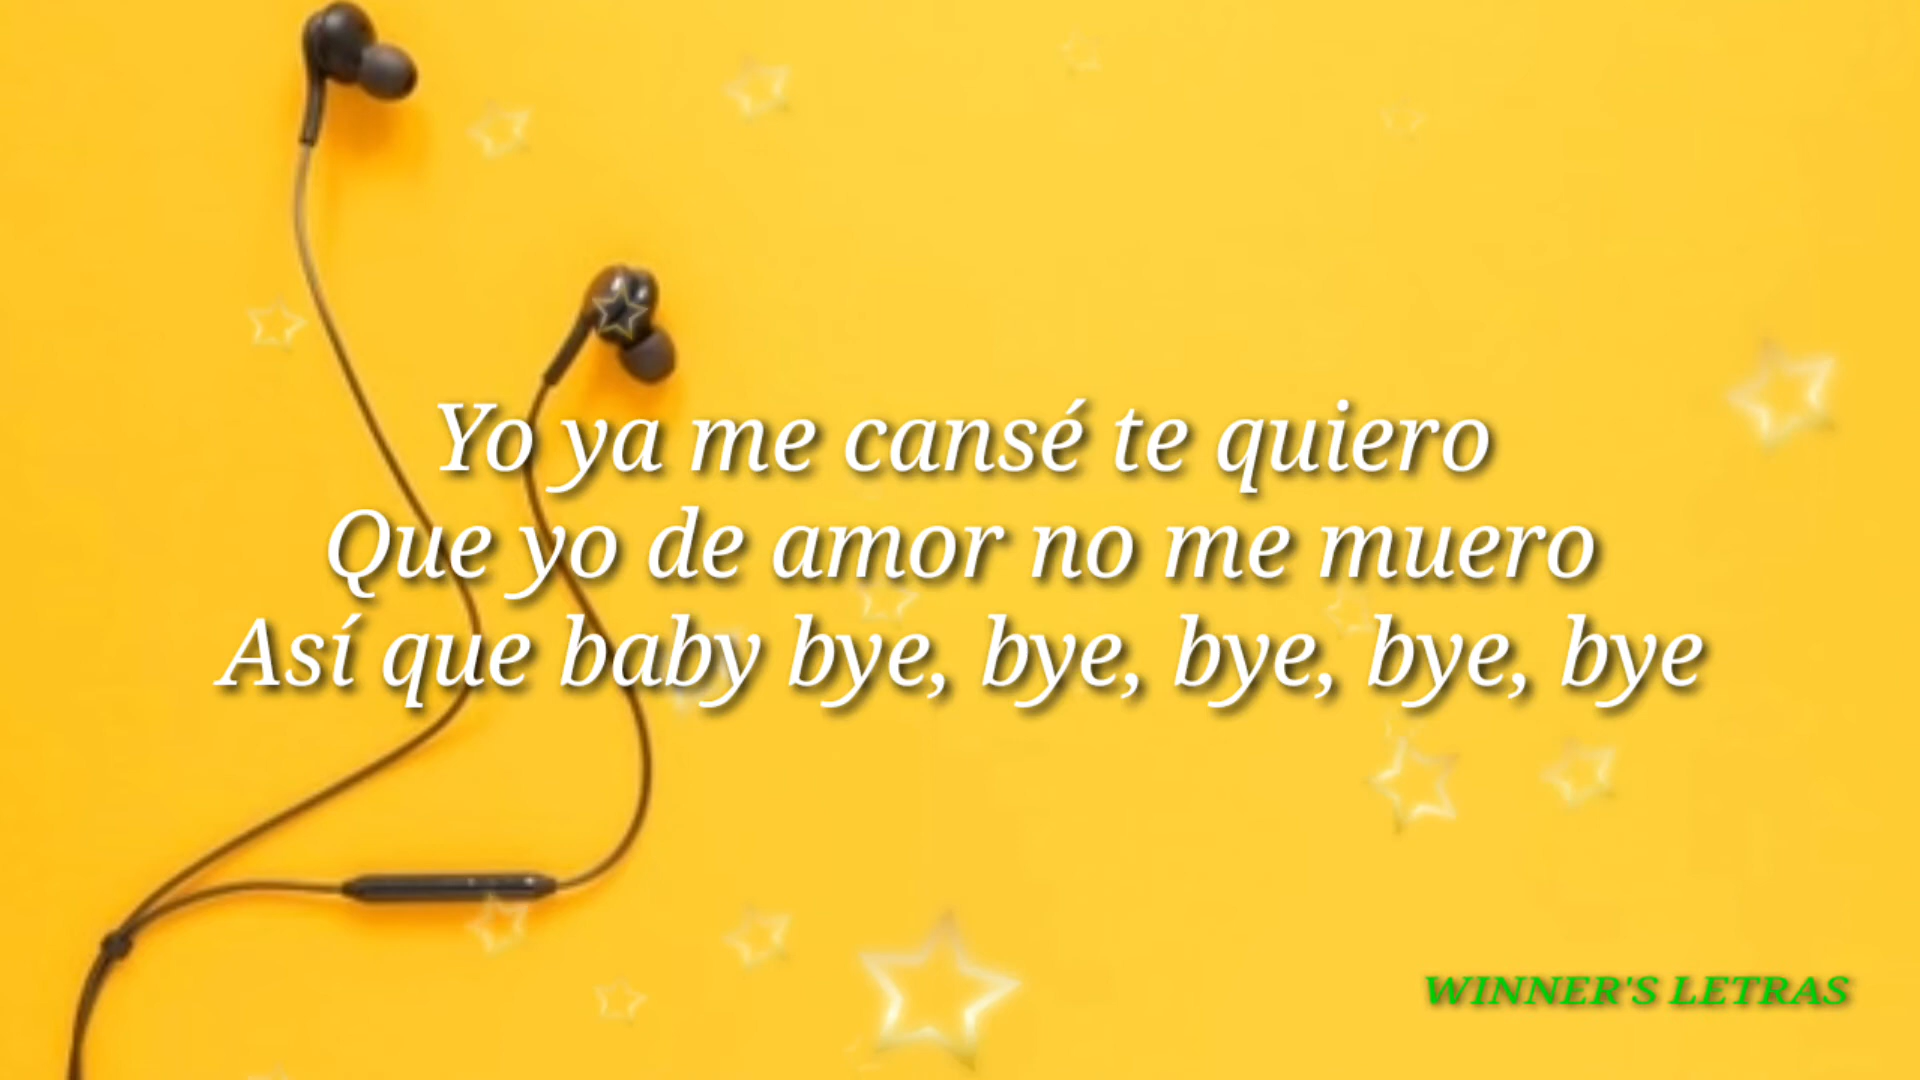 Yo ya me cansé te quiero
Que yo de amor no me muero
Así que baby bye, bye, bye, bye, bye
WINNER'S LETRAS